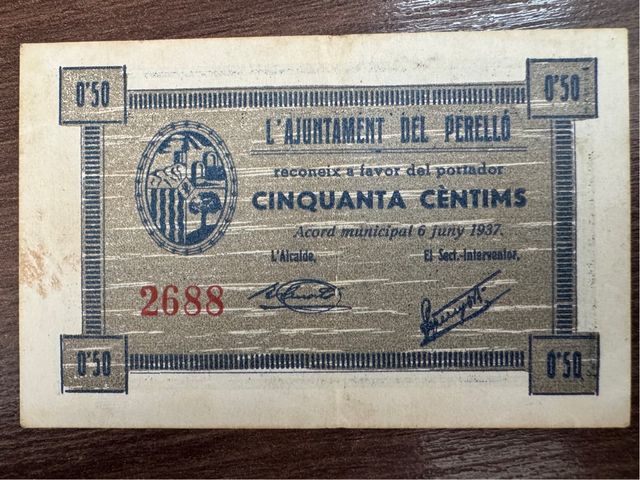 0'50 0'50
L'AJUNTAMENT DEL PERELLÓ
reconeix a favor del portador
CINQUANTA CÈNTIMS
Acord municipal 6 juny 1937.
L'Alcalde, El Sect.-Interventor,
2688
0'50 0'50